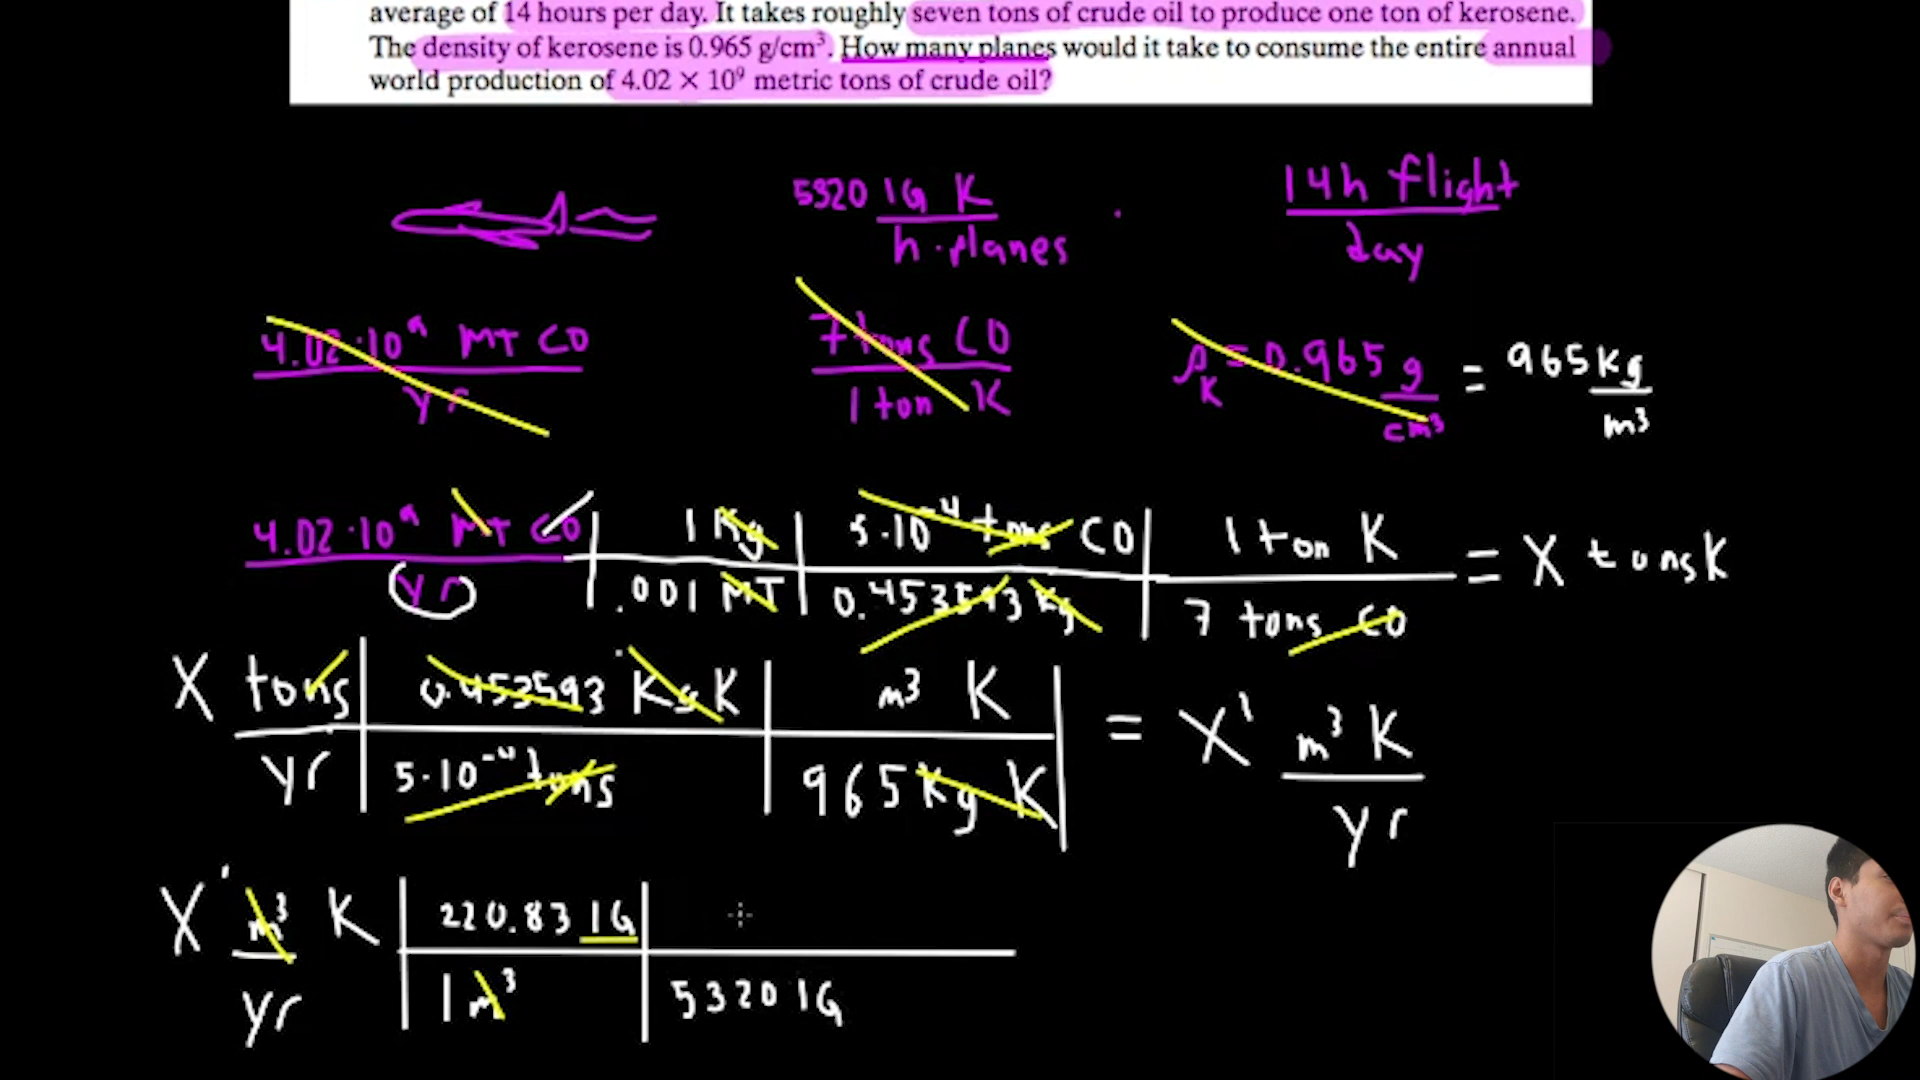 average of 14 hours per day. It takes roughly seven tons of crude oil to produce one ton of kerosene.
The density of kerosene is 0.965 g/cm³. How many planes would it take to consume the entire annual
world production of 4.02 × 10⁹ metric tons of crude oil?
5320 IG K / h·planes · 14h flight / day
4.02·10⁹ MT CO / yr
7 tons CO / 1 ton K
ρK = 0.965 g/cm³ = 965 kg/m³
4.02·10⁹ MT CO / yr | 1 Kg / .001 MT | 5·10⁻⁴ tons CO / 0.453593 Kg | 1 ton K / 7 tons CO = X tons K
X tons / yr | 0.453593 Kg K / 5·10⁻⁴ tons | m³ K / 965 kg K | = X' m³ K / yr
X' m³ K / yr | 220.83 IG / 1 m³ | 5320 IG